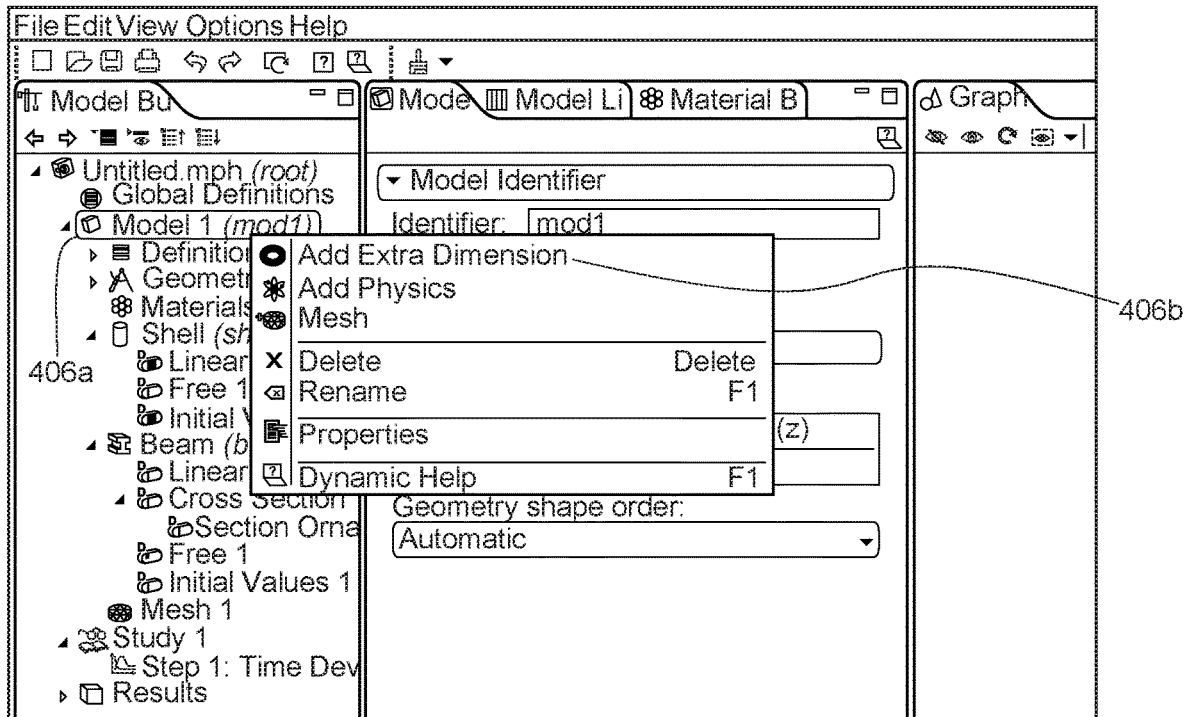 File Edit View Options Help
Model Bu
Mode Model Li Material B
Graph
Untitled.mph (root)
Global Definitions
Model 1 (mod1)
Definition
Geometr
Materials
Shell (sh
Linear
Free 1
Initial V
Beam (b
Linear
Cross Section
Section Orna
Free 1
Initial Values 1
Mesh 1
Study 1
Step 1: Time Dev
Results
406a
Model Identifier
Identifier: mod1
Add Extra Dimension
Add Physics
Mesh
Delete Delete
Rename F1
Properties
Dynamic Help F1
406b
(z)
Geometry shape order:
Automatic